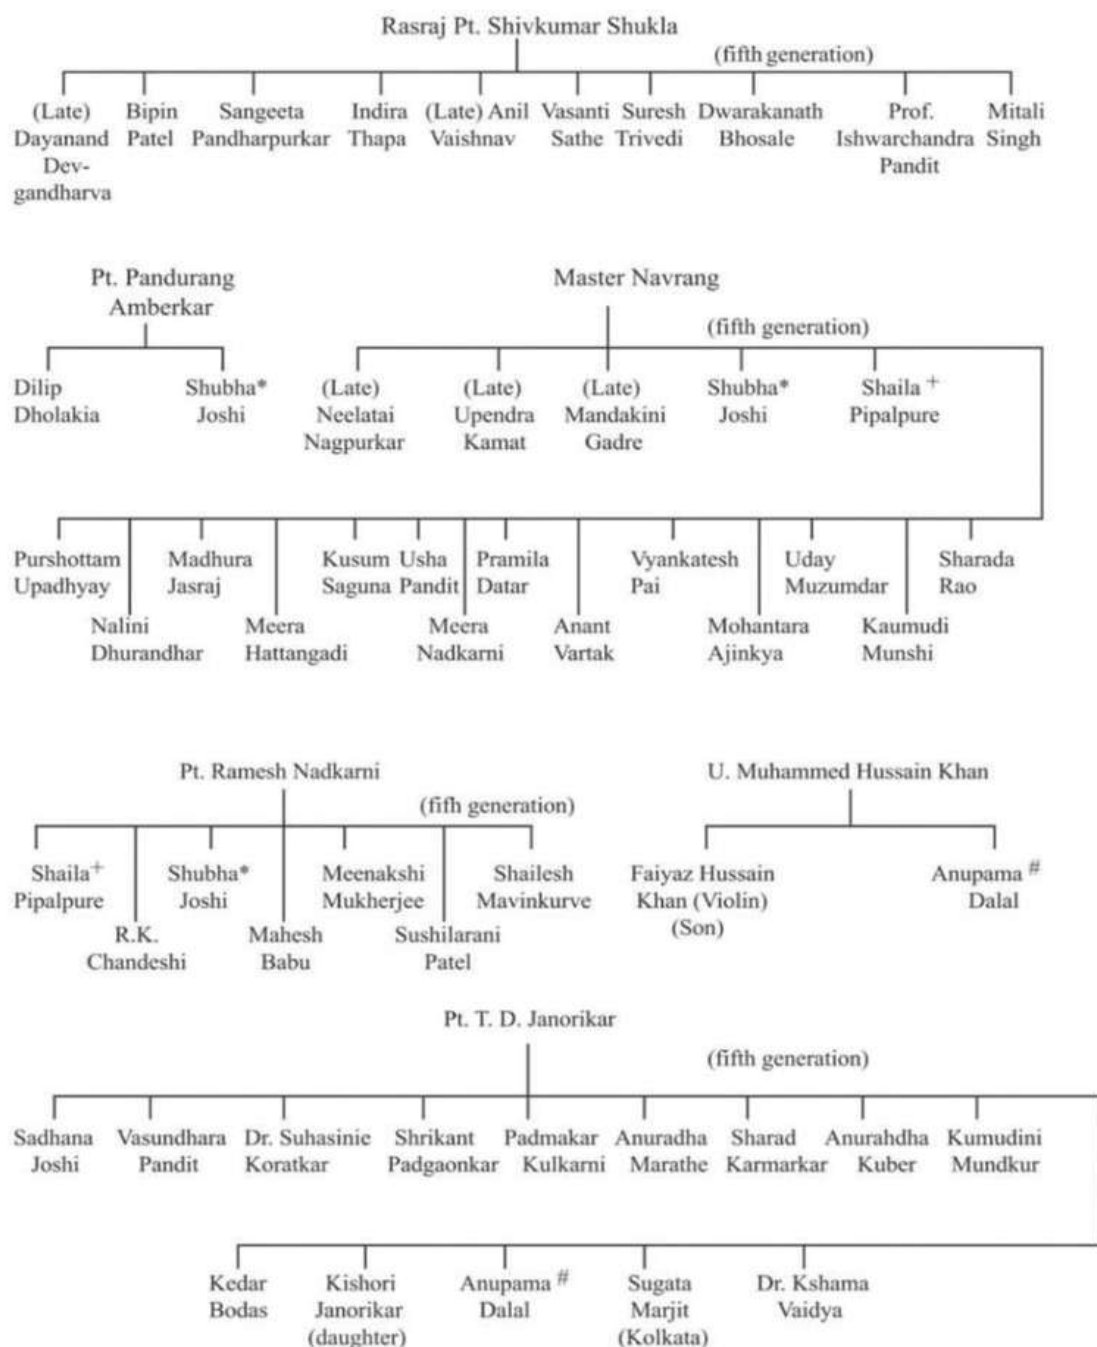 Rasraj Pt. Shivkumar Shukla
(fifth generation)
(Late) Bipin Sangeeta Indira (Late) Anil Vasanti Suresh Dwarakanath Prof. Mitali
Dayanand Patel Pandharpurkar Thapa Vaishnav Sathe Trivedi Bhosale Ishwarchandra Singh
Dev- Pandit
gandharva
Pt. Pandurang Master Navrang
Amberkar
(fifth generation)
Dilip Shubha* (Late) (Late) (Late) Shubha* Shaila +
Dholakia Joshi Neelatai Upendra Mandakini Joshi Pipalpure
Nagpurkar Kamat Gadre
Purshottam Madhura Kusum Usha Pramila Vyankatesh Uday Sharada
Upadhyay Jasraj Saguna Pandit Datar Pai Muzumdar Rao
Nalini Meera Meera Anant Mohantara Kaumudi
Dhurandhar Hattangadi Nadkarni Vartak Ajinkya Munshi
Pt. Ramesh Nadkarni U. Muhammed Hussain Khan
(fifh generation)
Shaila+ Shubha* Meenakshi Shailesh Faiyaz Hussain Anupama #
Pipalpure Joshi Mukherjee Mavinkurve Khan (Violin) Dalal
(Son)
R.K. Mahesh Sushilarani
Chandeshi Babu Patel
Pt. T. D. Janorikar
(fifth generation)
Sadhana Vasundhara Dr. Suhasinie Shrikant Padmakar Anuradha Sharad Anurahdha Kumudini
Joshi Pandit Koratkar Padgaonkar Kulkarni Marathe Karmarkar Kuber Mundkur
Kedar Kishori Anupama # Sugata Dr. Kshama
Bodas Janorikar Dalal Marjit Vaidya
(daughter) (Kolkata)